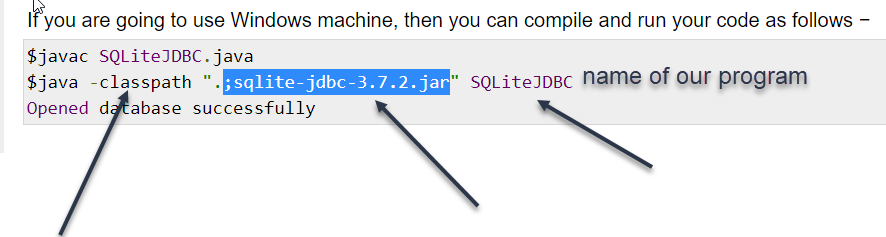 If you are going to use Windows machine, then you can compile and run your code as follows −
$javac SQLiteJDBC.java
$java -classpath ".;sqlite-jdbc-3.7.2.jar" SQLiteJDBC name of our program
Opened database successfully